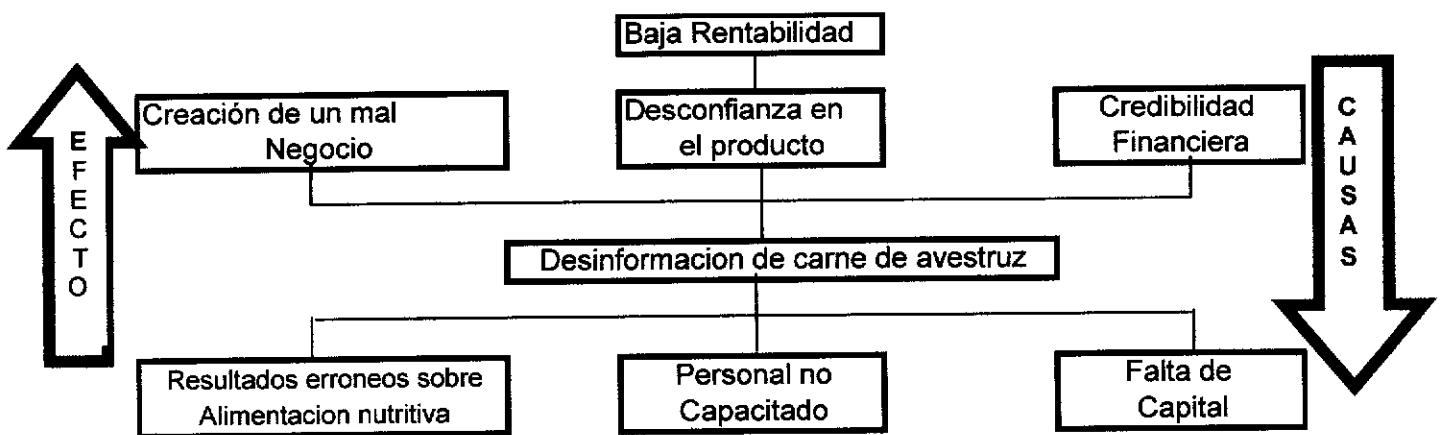 Baja Rentabilidad
EFECTO
Creación de un mal
Negocio
Desconfianza en
el producto
Credibilidad
Financiera
CAUSAS
Desinformacion de carne de avestruz
Resultados erroneos sobre
Alimentacion nutritiva
Personal no
Capacitado
Falta de
Capital